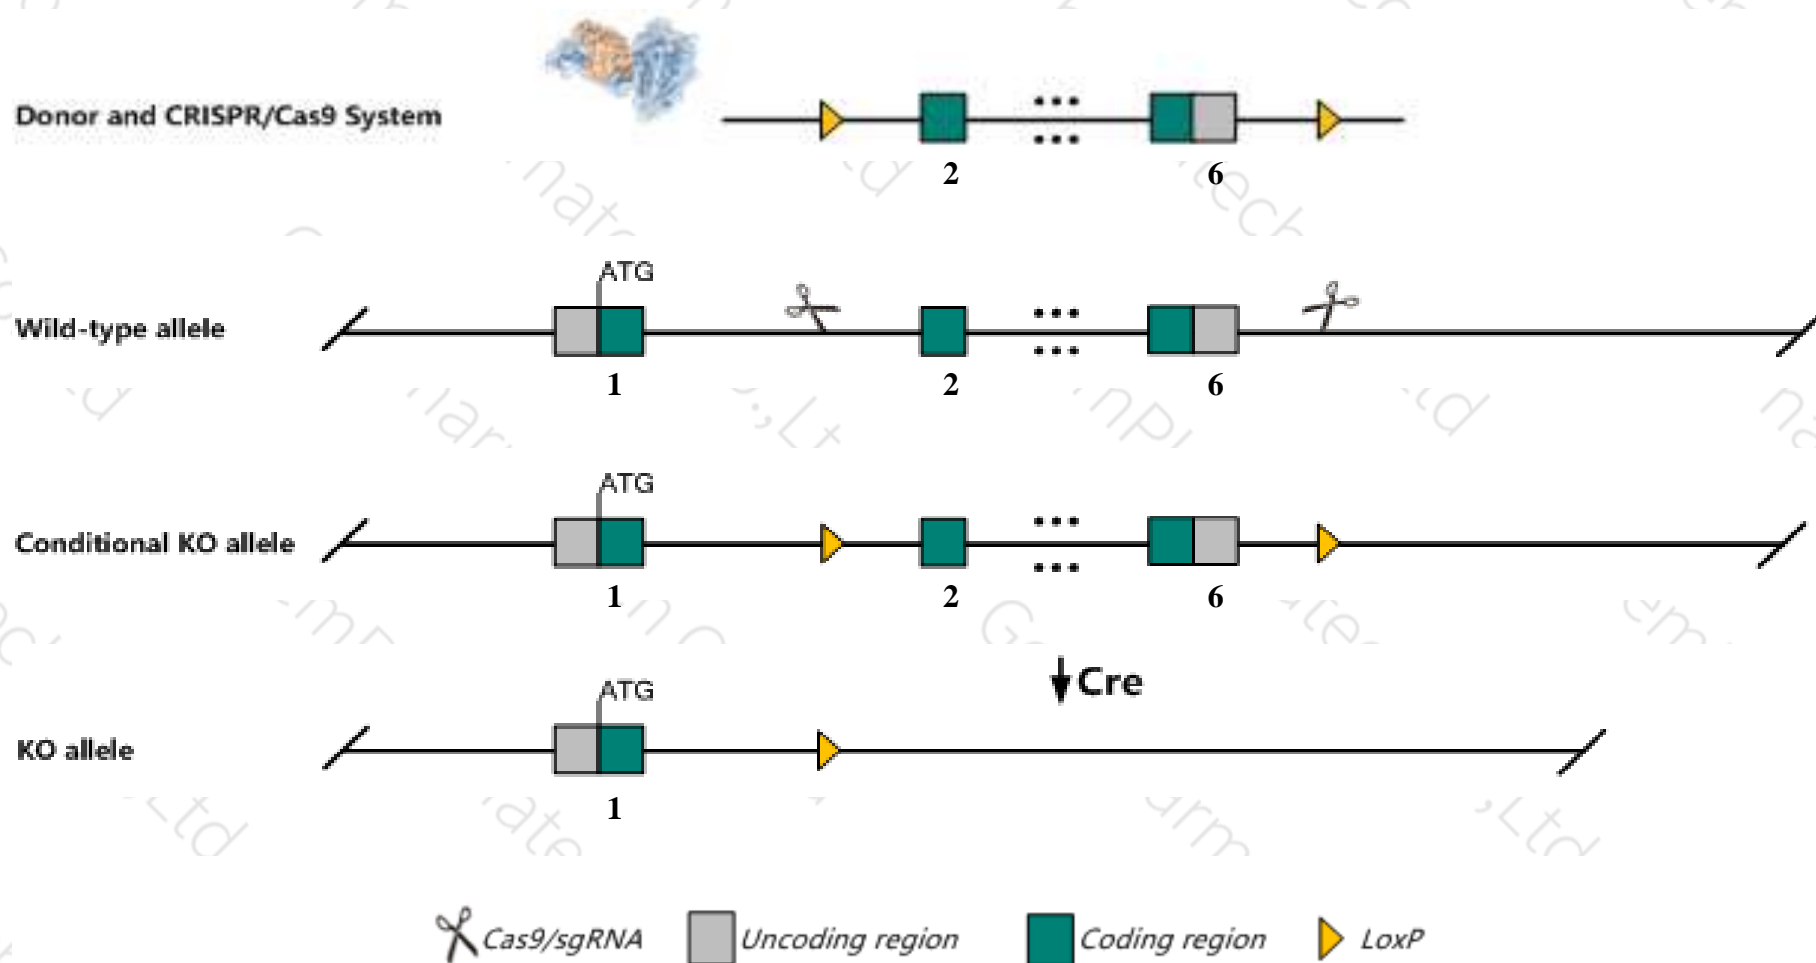 Donor and CRISPR/Cas9 System
2 6
ATG
Wild-type allele
1 2 6
ATG
Conditional KO allele
1 2 6
Cre
ATG
KO allele
1
Cas9/sgRNA Uncoding region Coding region LoxP